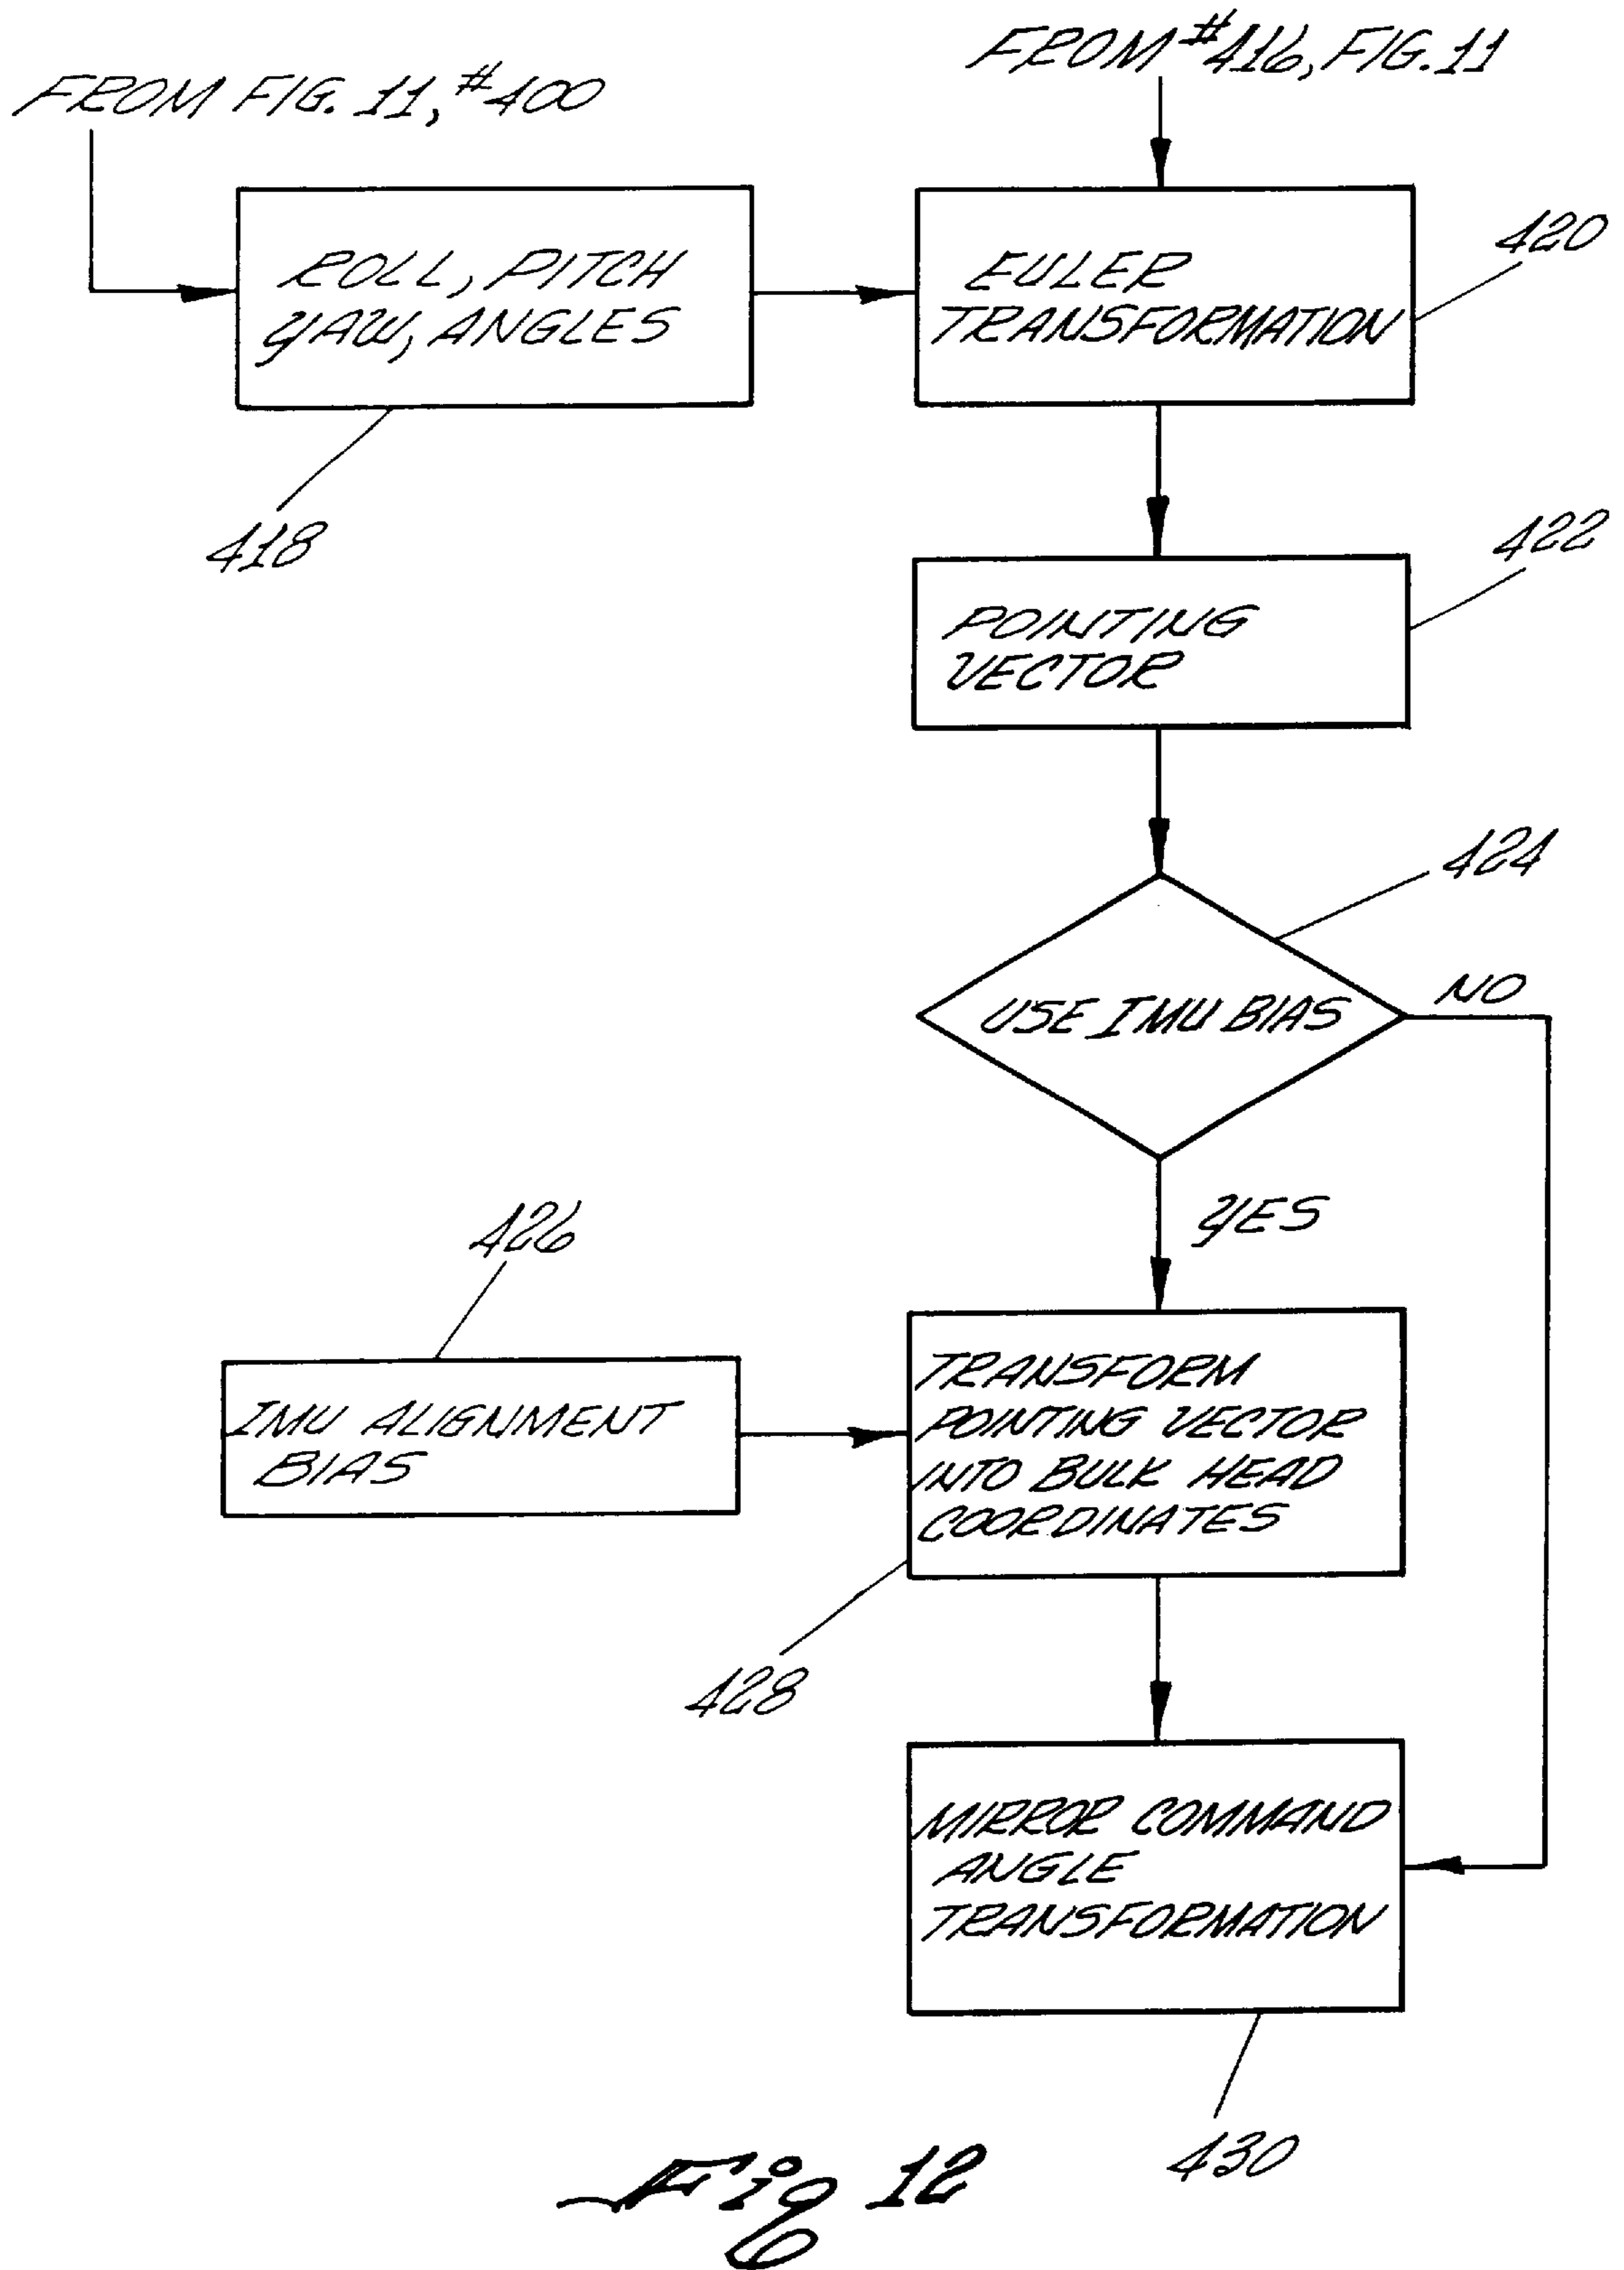 FROM #416, FIG. 11
FROM FIG. 11, #400
ROLL, PITCH
YAW, ANGLES
418
EULER
TRANSFORMATION
420
POINTING
VECTOR
422
USE IMU BIAS
424
NO
YES
426
IMU ALIGNMENT
BIAS
TRANSFORM
POINTING VECTOR
INTO BULK HEAD
COORDINATES
428
MIRROR COMMAND
ANGLE
TRANSFORMATION
430
Fig 12